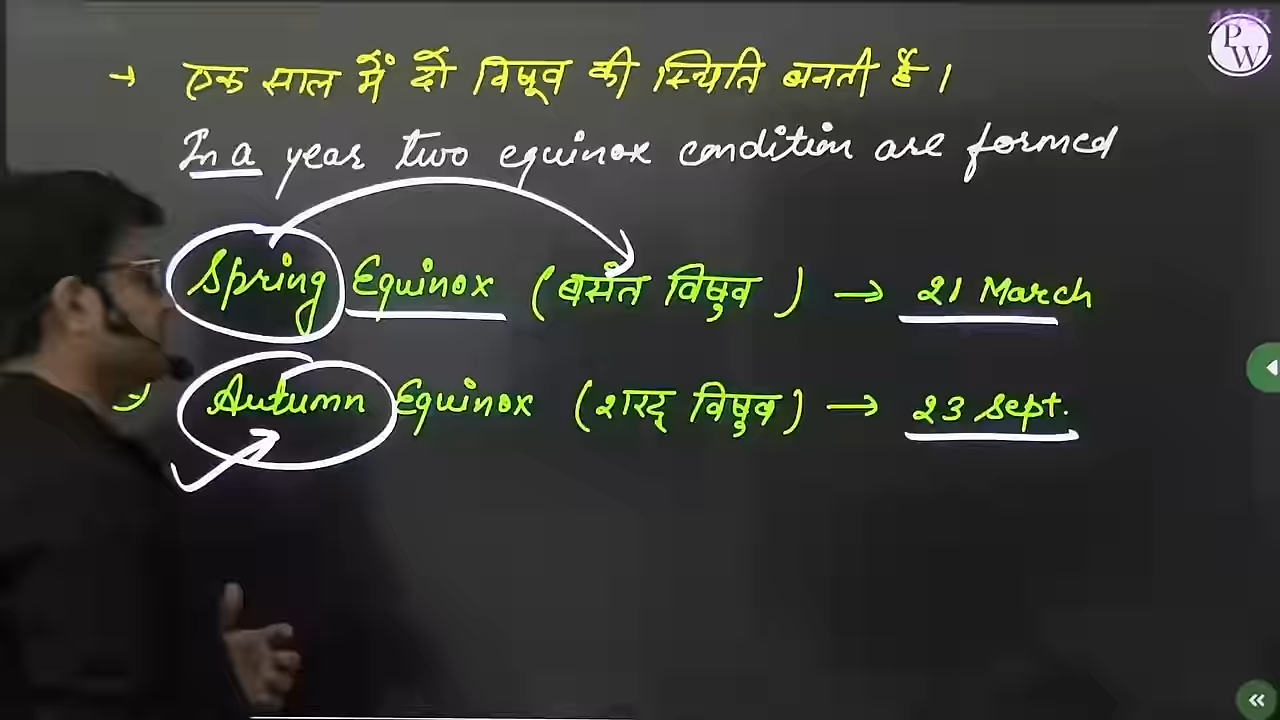 → एक साल में दो विषुव की स्थिति बनती हैं।
In a year two equinox condition are formed
Spring Equinox (बसंत विषुव) → 21 March
→ Autumn Equinox (शरद् विषुव) → 23 Sept.
PW